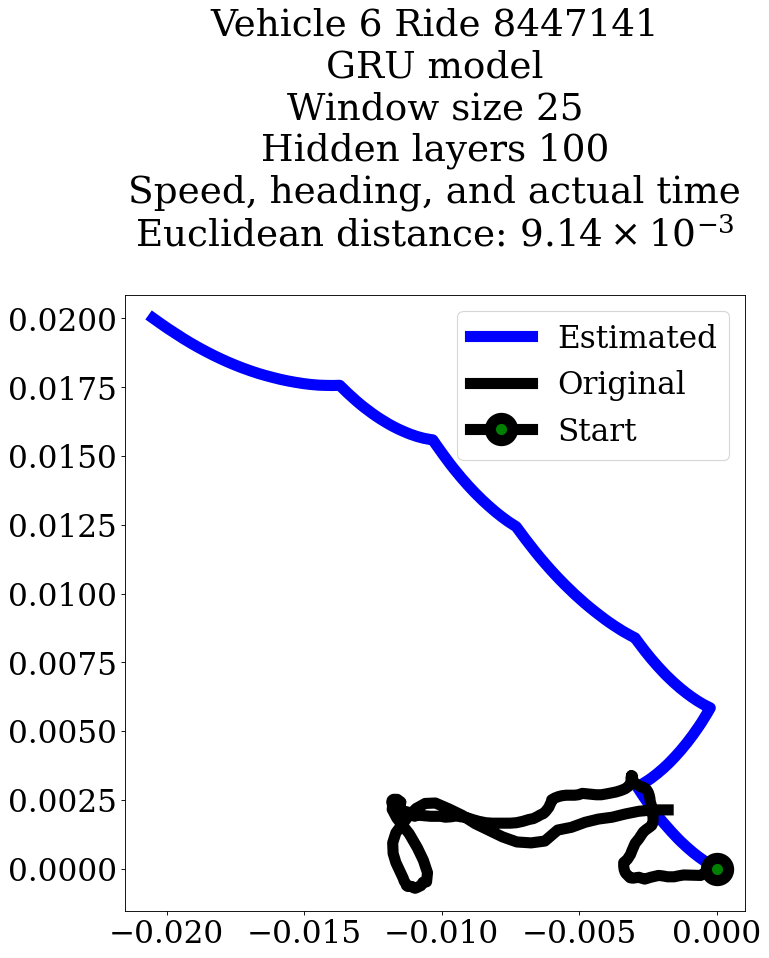 Vehicle 6 Ride 8447141
GRU model
Window size 25
Hidden layers 100
Speed, heading, and actual time
Euclidean distance: 9.14 × 10⁻³
Estimated
Original
Start
0.0200
0.0175
0.0150
0.0125
0.0100
0.0075
0.0050
0.0025
0.0000
−0.020 −0.015 −0.010 −0.005 0.000